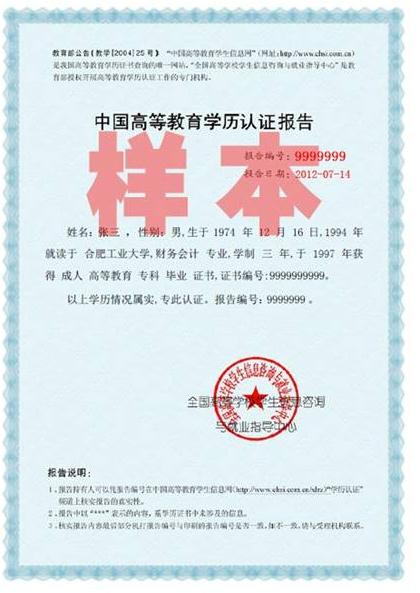 教育部公告(教学[2004]25号) “中国高等教育学生信息网”(网址:http://www.chsi.com.cn)
是我国高等教育学历证书查询的唯一网站,“全国高等学校学生信息咨询与就业指导中心”是教
育部授权开展高等教育学历认证工作的专门机构。
中国高等教育学历认证报告
样本
报告编号:9999999
报告日期:2012-07-14
姓名:张三 ,性别:男,生于 1974 年 12 月 16 日,1994 年
就读于 合肥工业大学,财务会计 专业,学制 三 年,于 1997 年获
得 成人 高等教育 专科 毕业 证书,证书编号:9999999999。
以上学历情况属实,专此认证。报告编号:9999999 。
全国高等学校学生信息咨询
与就业指导中心
报告说明:
1、报告持有人可以凭报告编号在中国高等教育学生信息网(http://www.chsi.com.cn/xlrz)“学历认证”
频道上核实报告的真实性。
2、报告中以“****”表示的内容,系学历证书中未涉及的信息。
3、核实报告内容最后部分机打报告编号与印刷的报告编号是否一致,如不一致,请与受理机构联系。